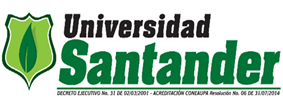 Universidad
Santander
DECRETO EJECUTIVO No. 31 DE 02/03/2001 - ACREDITACIÓN CONEAUPA Resolución No. 06 DE 31/07/2014